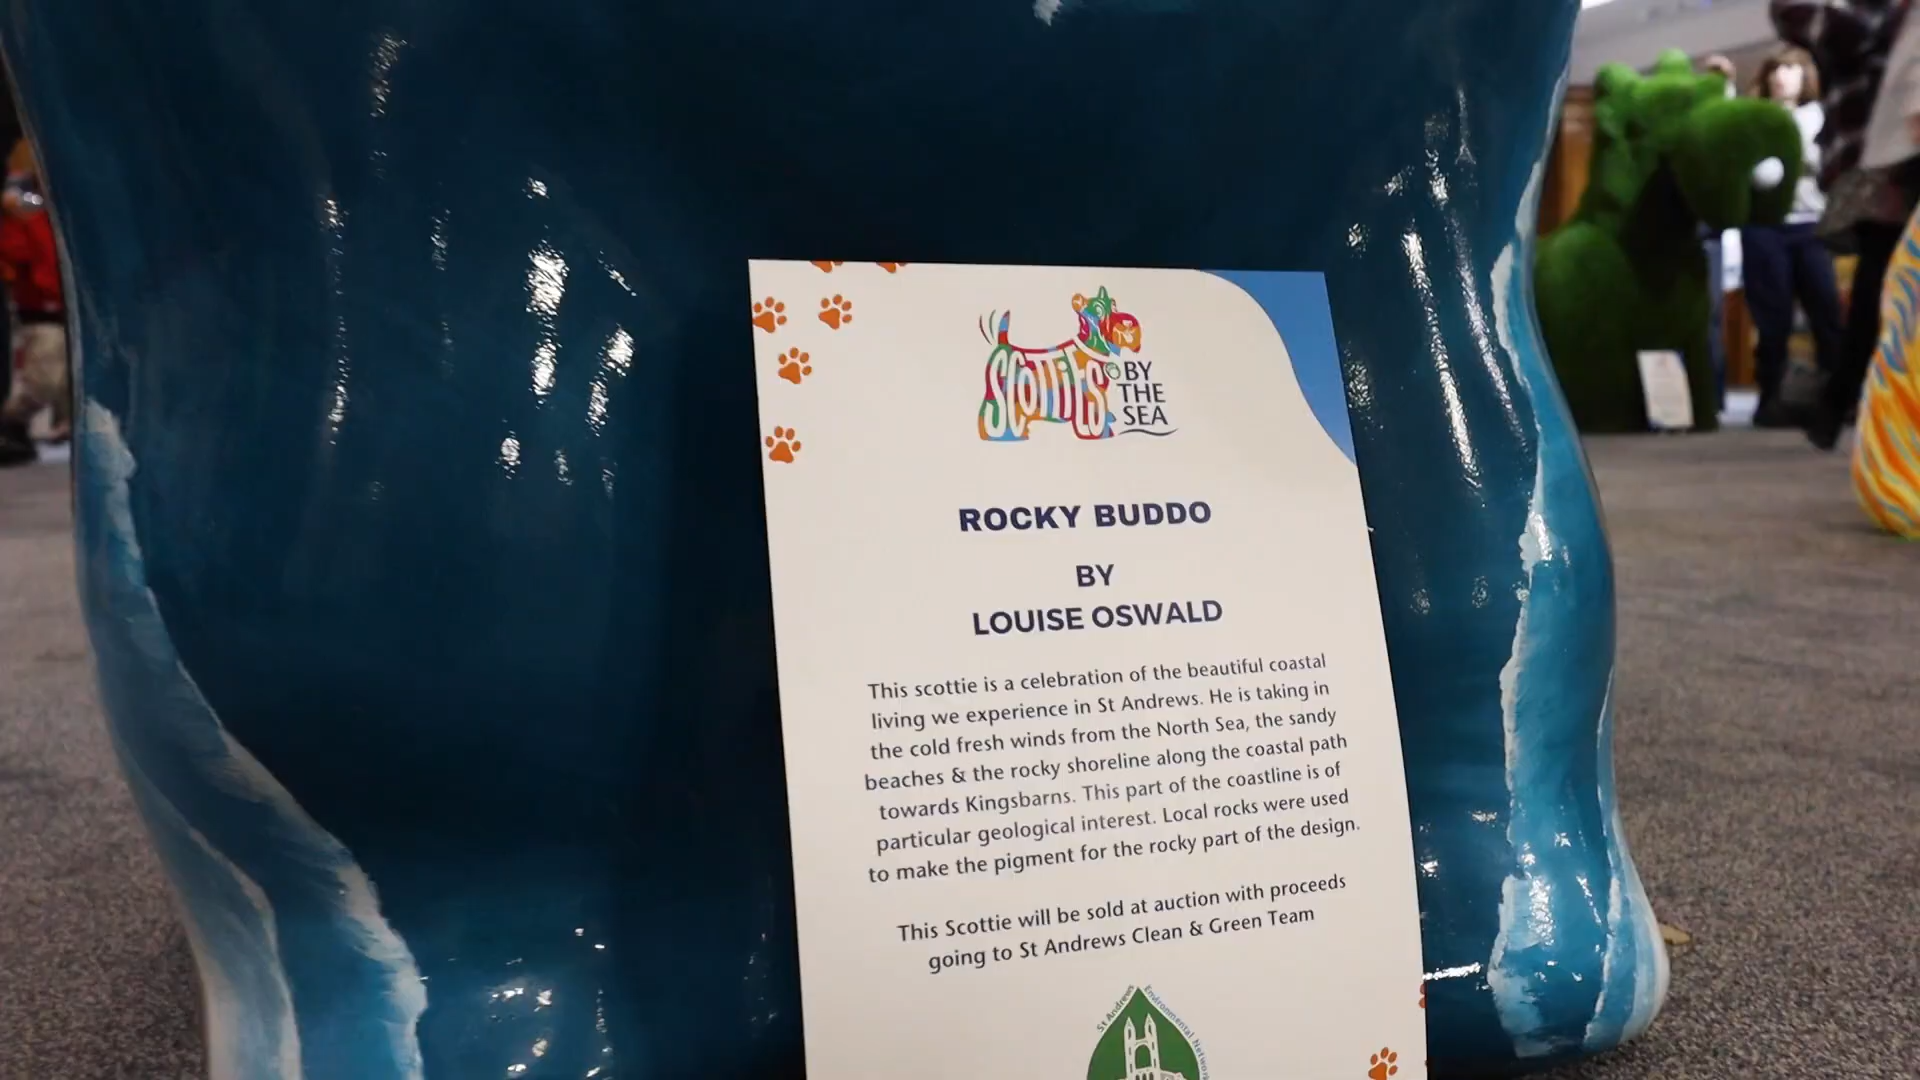 SCOTTIES BY
THE
SEA
ROCKY BUDDO
BY
LOUISE OSWALD
This scottie is a celebration of the beautiful coastal
living we experience in St Andrews. He is taking in
the cold fresh winds from the North Sea, the sandy
beaches & the rocky shoreline along the coastal path
towards Kingsbarns. This part of the coastline is of
particular geological interest. Local rocks were used
to make the pigment for the rocky part of the design.
This Scottie will be sold at auction with proceeds
going to St Andrews Clean & Green Team
St Andrews Environmental Network